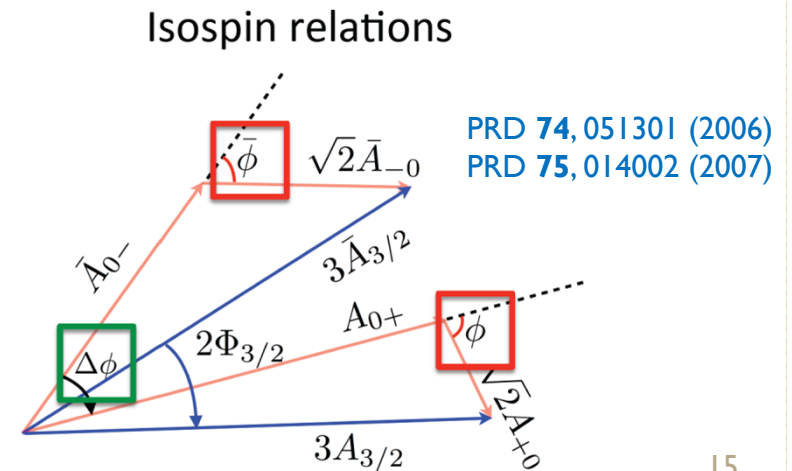 Isospin relations
PRD 74, 051301 (2006)
PRD 75, 014002 (2007)
ϕ̄
√2Ā₋₀
Ā₀₋
3Ā₃/₂
A₀₊
ϕ
Δϕ
2Φ₃/₂
√2A₊₀
3A₃/₂
15